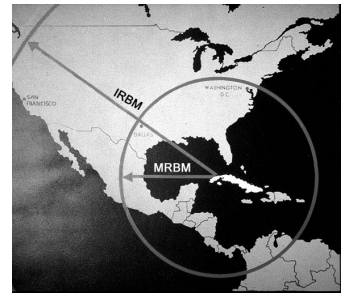 IRBM
WASHINGTON
D.C.
SAN
FRANCISCO
DALLAS
MRBM